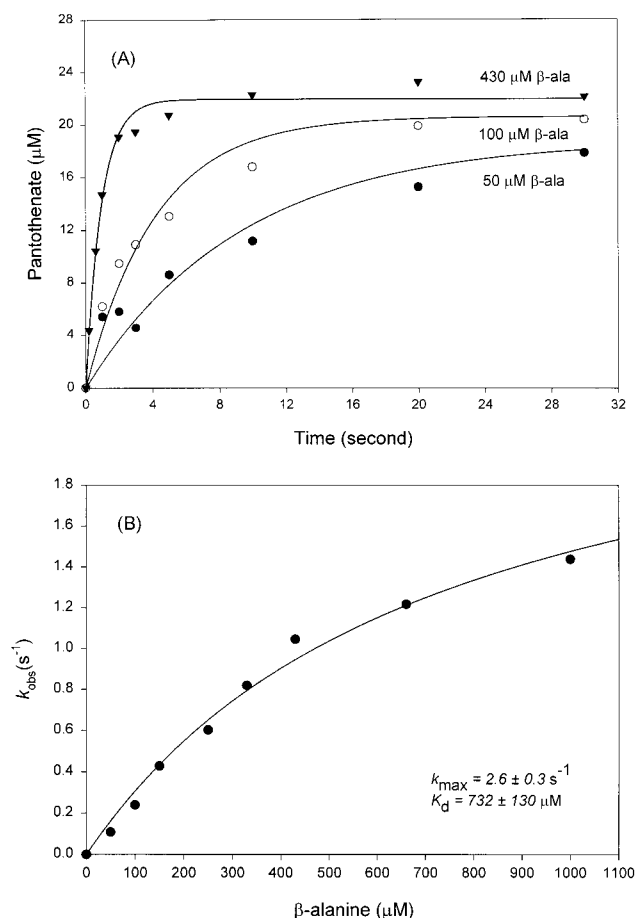 (A)
28
24
20
16
12
8
4
0
Pantothenate (µM)
430 µM β-ala
100 µM β-ala
50 µM β-ala
0 4 8 12 16 20 24 28 32
Time (second)
(B)
1.8
1.6
1.4
1.2
1.0
0.8
0.6
0.4
0.2
0.0
kobs(s-1)
kmax = 2.6 ± 0.3 s-1
Kd = 732 ± 130 µM
0 100 200 300 400 500 600 700 800 900 1000 1100
β-alanine (µM)